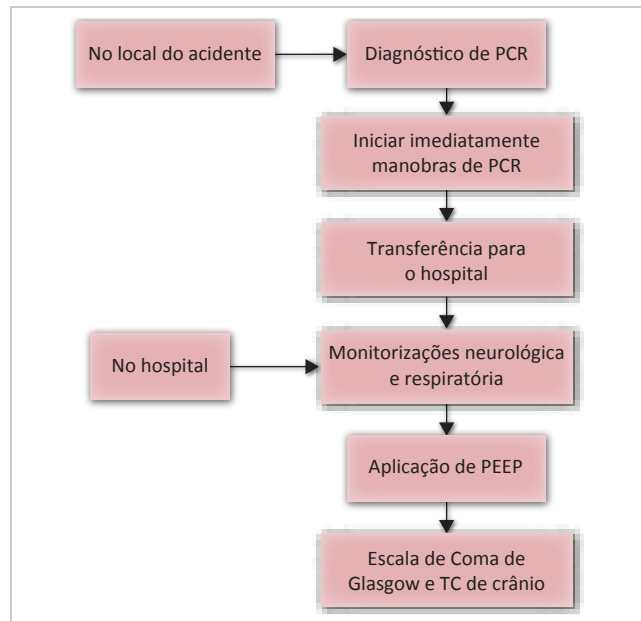 No local do acidente
Diagnóstico de PCR
Iniciar imediatamente
manobras de PCR
Transferência para
o hospital
No hospital
Monitorizações neurológica
e respiratória
Aplicação de PEEP
Escala de Coma de
Glasgow e TC de crânio